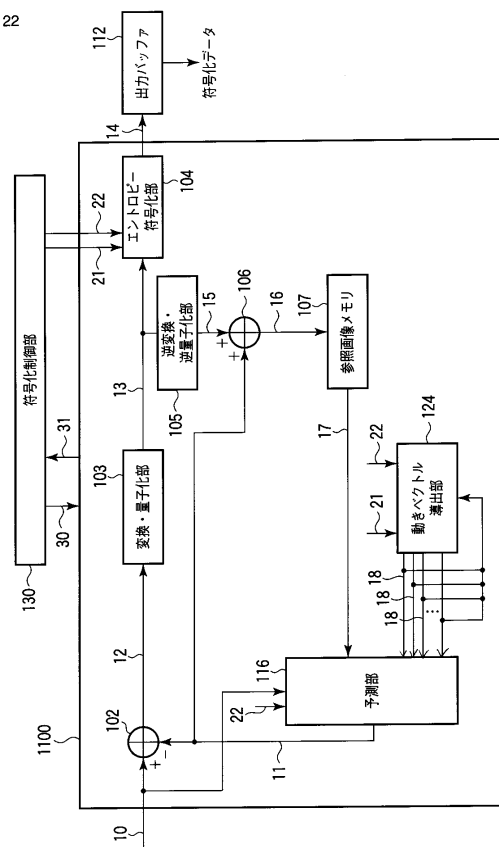 22
130
符号化制御部
30
31
21
22
1100
10
102
+
−
12
103
変換・量子化部
13
エントロピー
符号化部
104
14
112
出力バッファ
符号化データ
逆変換・
逆量子化部
105
15
+
+
106
16
107
参照画像メモリ
17
11
22
116
予測部
18
18
18
…
21
22
124
動きベクトル
導出部